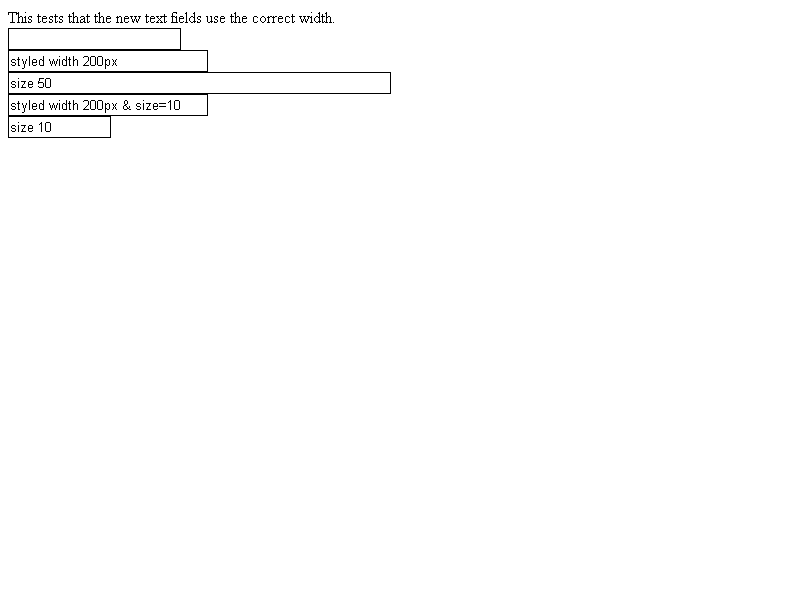 This tests that the new text fields use the correct width.
styled width 200px
size 50
styled width 200px & size=10
size 10